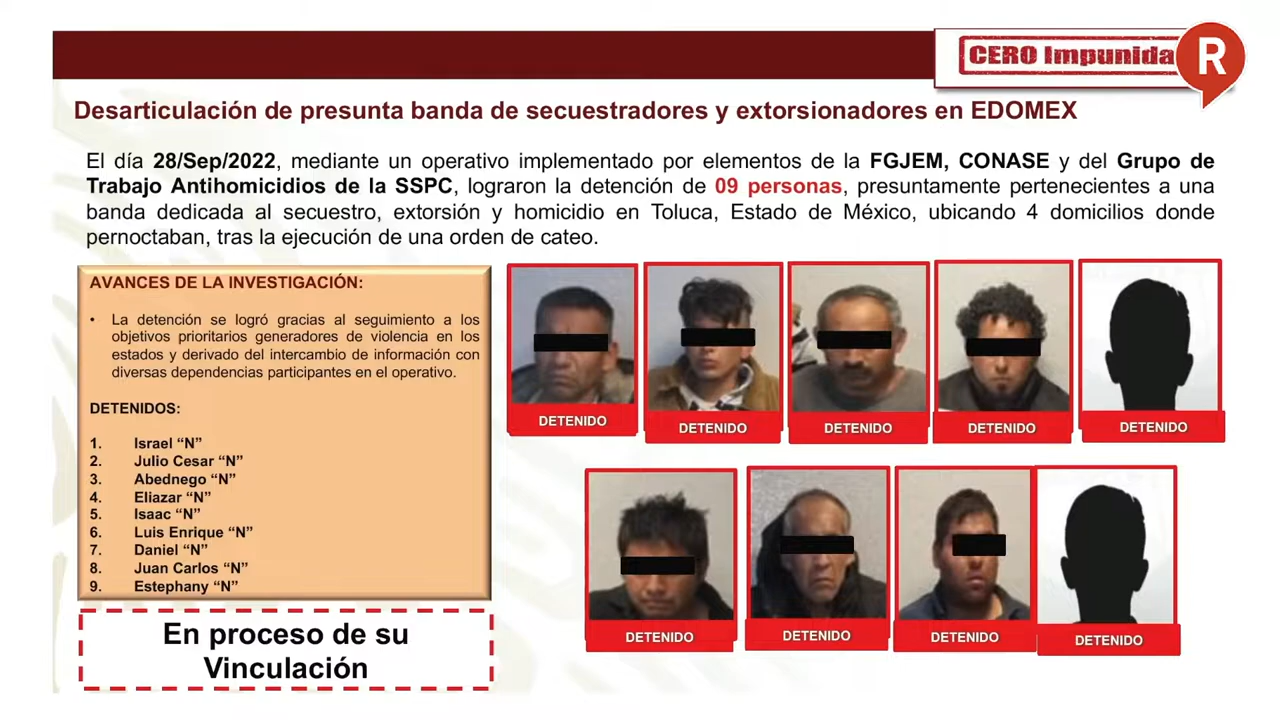 CERO Impunida
R
Desarticulación de presunta banda de secuestradores y extorsionadores en EDOMEX
El día 28/Sep/2022, mediante un operativo implementado por elementos de la FGJEM, CONASE y del Grupo de
Trabajo Antihomicidios de la SSPC, lograron la detención de 09 personas, presuntamente pertenecientes a una
banda dedicada al secuestro, extorsión y homicidio en Toluca, Estado de México, ubicando 4 domicilios donde
pernoctaban, tras la ejecución de una orden de cateo.
AVANCES DE LA INVESTIGACIÓN:
• La detención se logró gracias al seguimiento a los
objetivos prioritarios generadores de violencia en los
estados y derivado del intercambio de información con
diversas dependencias participantes en el operativo.
DETENIDOS:
1. Israel “N”
2. Julio Cesar “N”
3. Abednego “N”
4. Eliazar “N”
5. Isaac “N”
6. Luis Enrique “N”
7. Daniel “N”
8. Juan Carlos “N”
9. Estephany “N”
En proceso de su
Vinculación
DETENIDO
DETENIDO
DETENIDO
DETENIDO
DETENIDO
DETENIDO
DETENIDO
DETENIDO
DETENIDO